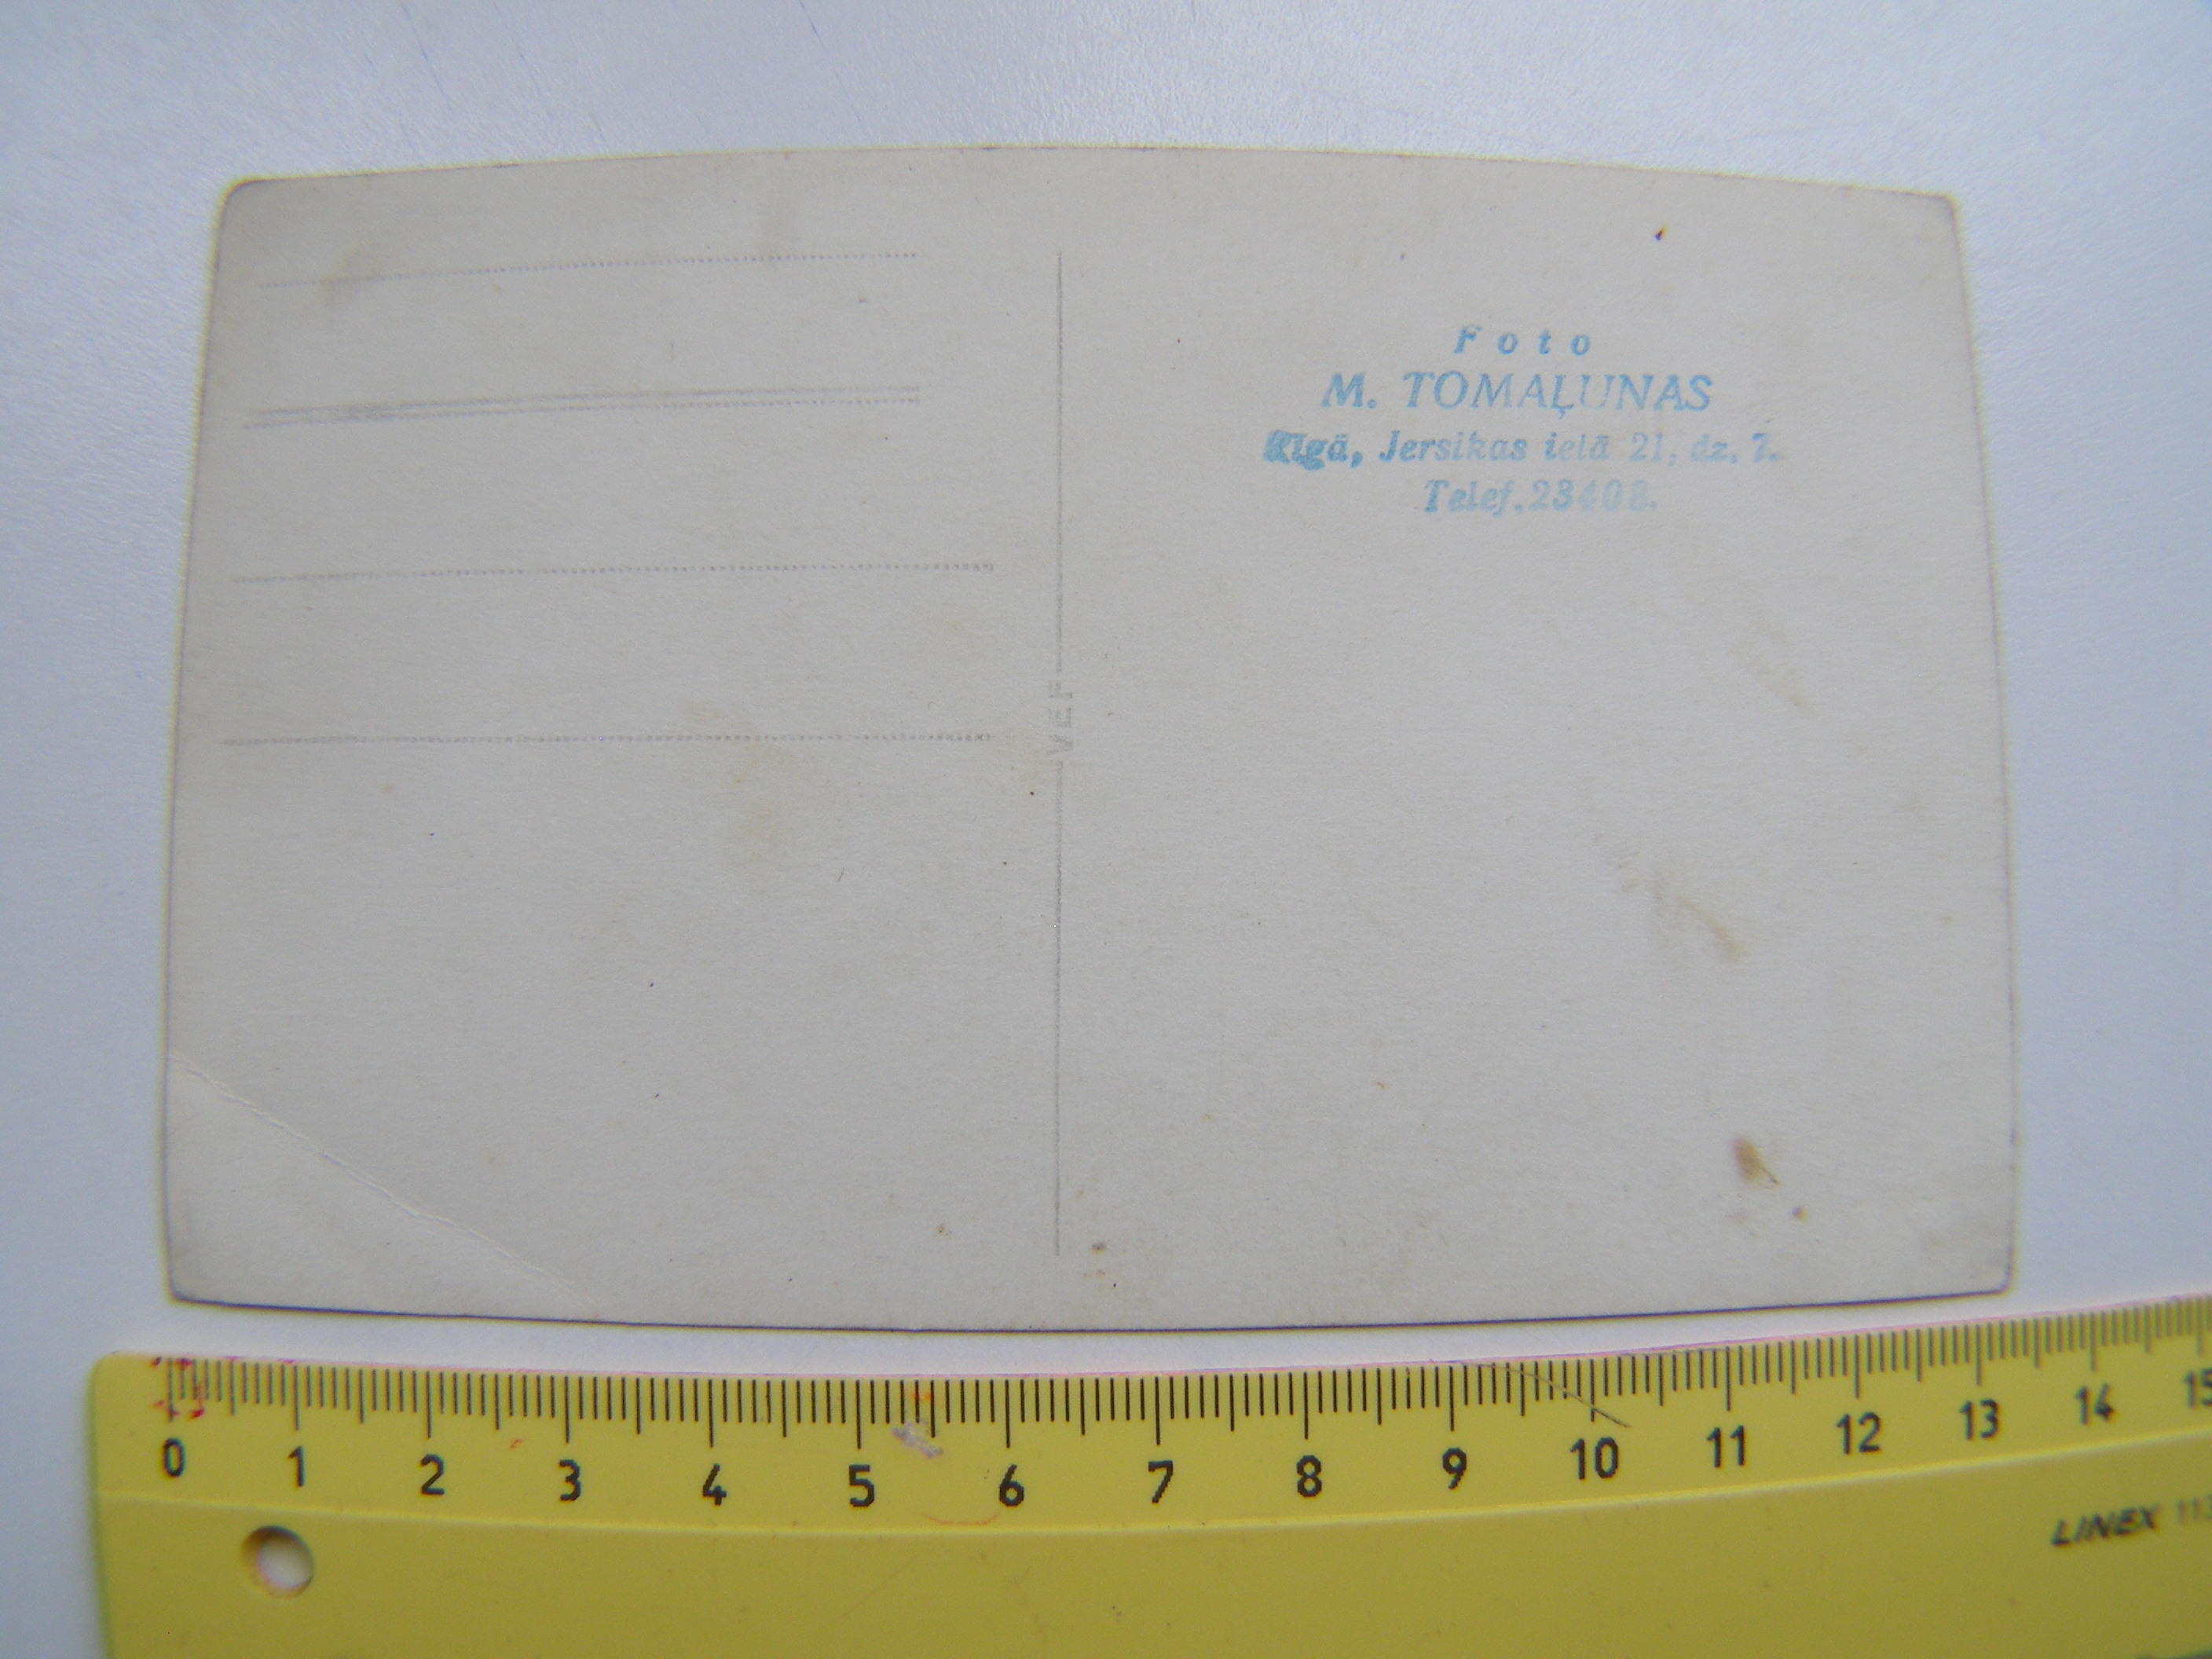 Foto
M. TOMAĻUNAS
Rīgā, Jersikas ielā 21, dz. 7.
Telef. 23408.
VEF
0 1 2 3 4 5 6 7 8 9 10 11 12 13 14 15
LINEX